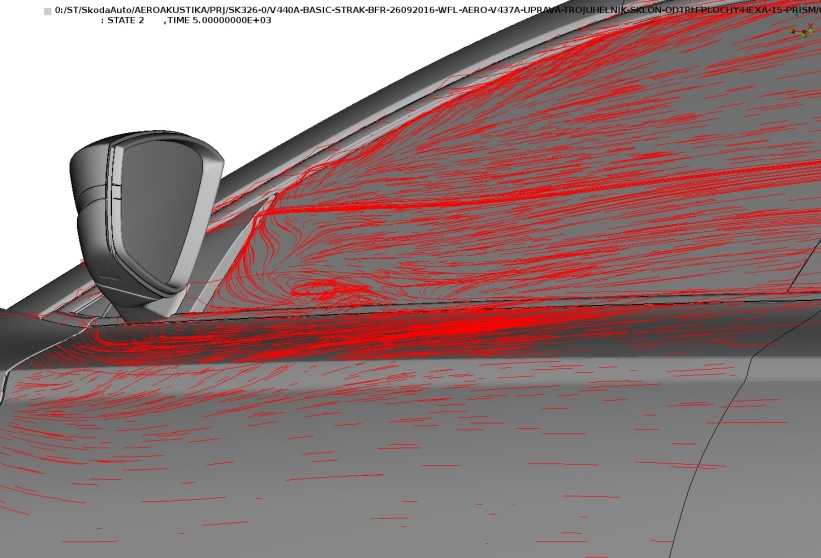 0:/ST/SkodaAuto/AEROAKUSTIKA/PRJ/SK326-0/V440A-BASIC-STRAK-BFR-26092016-WFL-AERO-V437A-UPRAVA-TROJUHELNIK-SKLON-ODTRH-PLOCHY-HEXA-15-PRISM/
: STATE 2 ,TIME 5.00000000E+03